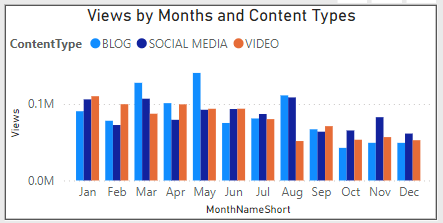 Views by Months and Content Types
ContentType BLOG SOCIAL MEDIA VIDEO
0.1M
Views
0.0M
Jan Feb Mar Apr May Jun Jul Aug Sep Oct Nov Dec
MonthNameShort